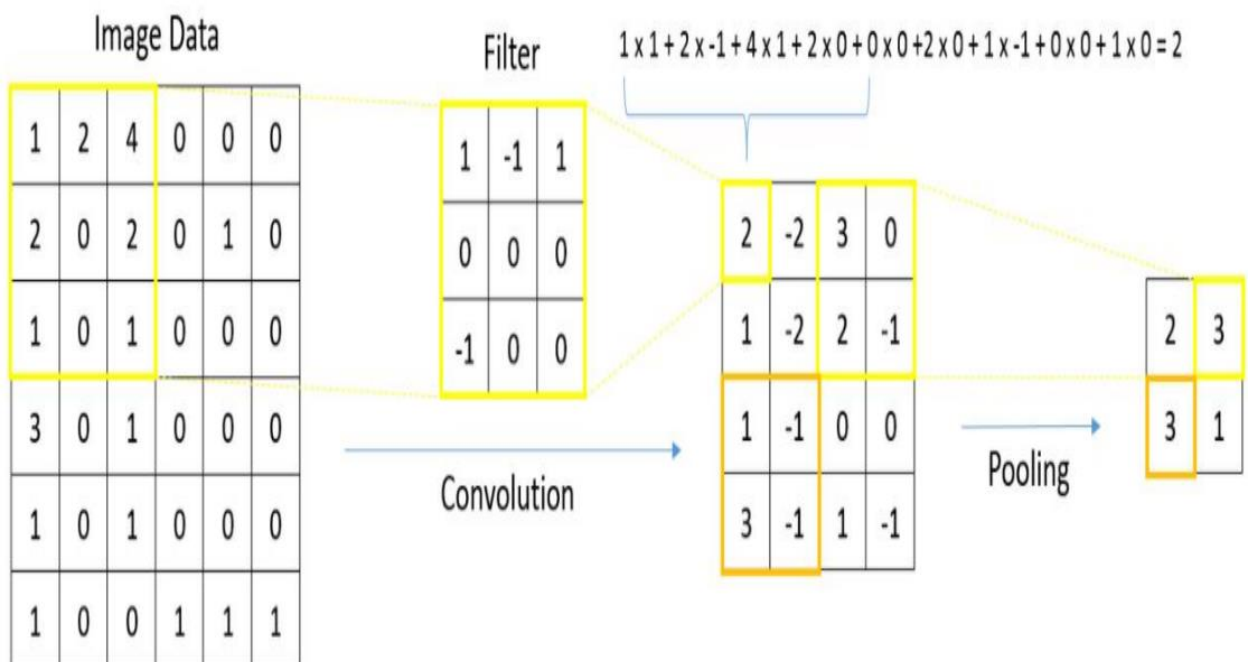 Image Data
Filter
1 x 1 + 2 x -1 + 4 x 1 + 2 x 0 + 0 x 0 +2 x 0 + 1 x -1 + 0 x 0 + 1 x 0 = 2
1 2 4 0 0 0
2 0 2 0 1 0
1 0 1 0 0 0
3 0 1 0 0 0
1 0 1 0 0 0
1 0 0 1 1 1
1 -1 1
0 0 0
-1 0 0
Convolution
2 -2 3 0
1 -2 2 -1
1 -1 0 0
3 -1 1 -1
Pooling
2 3
3 1